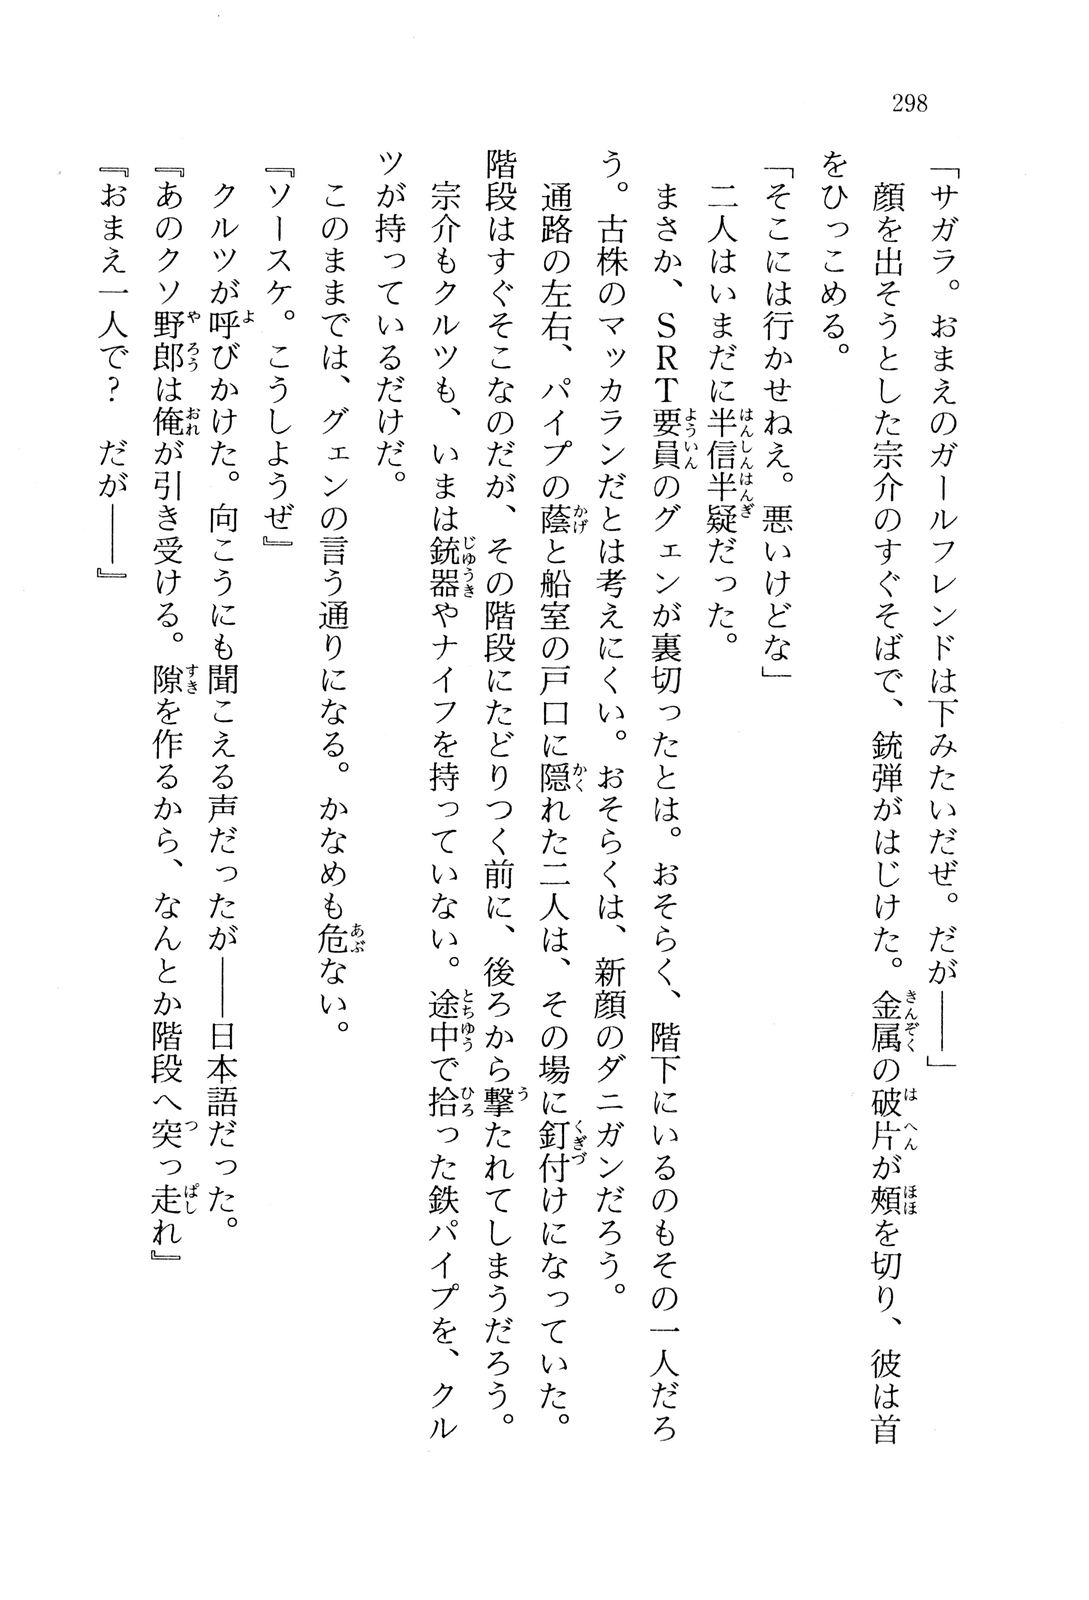 298
「サガラ。おまえのガールフレンドは下みたいだぜ。だが――」
顔を出そうとした宗介のすぐそばで、銃弾がはじけた。金属の破片が頰を切り、彼は首
をひっこめる。
「そこには行かせねえ。悪いけどな」
二人はいまだに半信半疑だった。
まさか、ＳＲＴ要員のグェンが裏切ったとは。おそらく、階下にいるのもその一人だろ
う。古株のマッカランだとは考えにくい。おそらくは、新顔のダニガンだろう。
通路の左右、パイプの蔭と船室の戸口に隠れた二人は、その場に釘付けになっていた。
階段はすぐそこなのだが、その階段にたどりつく前に、後ろから撃たれてしまうだろう。
宗介もクルツも、いまは銃器やナイフを持っていない。途中で拾った鉄パイプを、クル
ツが持っているだけだ。
このままでは、グェンの言う通りになる。かなめも危ない。
『ソースケ。こうしようぜ』
クルツが呼びかけた。向こうにも聞こえる声だったが――日本語だった。
『あのクソ野郎は俺が引き受ける。隙を作るから、なんとか階段へ突っ走れ』
『おまえ一人で？　だが――』